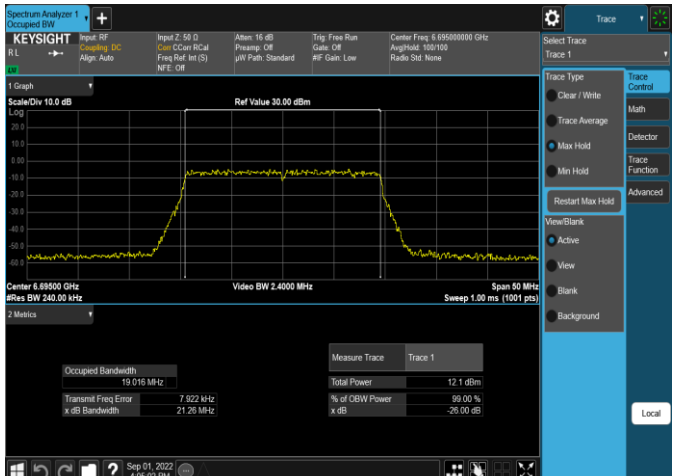 Spectrum Analyzer 1
Occupied BW
+
Trace
KEYSIGHT
RL
Input: RF
Coupling: DC
Align: Auto
Input Z: 50 Ω
Corr CCorr RCal
Freq Ref: Int (S)
NFE: Off
Atten: 16 dB
Preamp: Off
µW Path: Standard
Trig: Free Run
Gate: Off
#IF Gain: Low
Center Freq: 6.695000000 GHz
Avg|Hold: 100/100
Radio Std: None
Select Trace
Trace 1
1 Graph
Scale/Div 10.0 dB
Ref Value 30.00 dBm
Log
20.0
10.0
0.00
-10.0
-20.0
-30.0
-40.0
-50.0
-60.0
Center 6.69500 GHz
#Res BW 240.00 kHz
Video BW 2.4000 MHz
Span 50 MHz
Sweep 1.00 ms (1001 pts)
2 Metrics
Occupied Bandwidth
19.016 MHz
Transmit Freq Error 7.922 kHz
x dB Bandwidth 21.26 MHz
Measure Trace Trace 1
Total Power 12.1 dBm
% of OBW Power 99.00 %
x dB -26.00 dB
Trace Type
Clear / Write
Trace Average
Max Hold
Min Hold
Restart Max Hold
View/Blank
Active
View
Blank
Background
Trace
Control
Math
Detector
Trace
Function
Advanced
Local
?
Sep 01, 2022